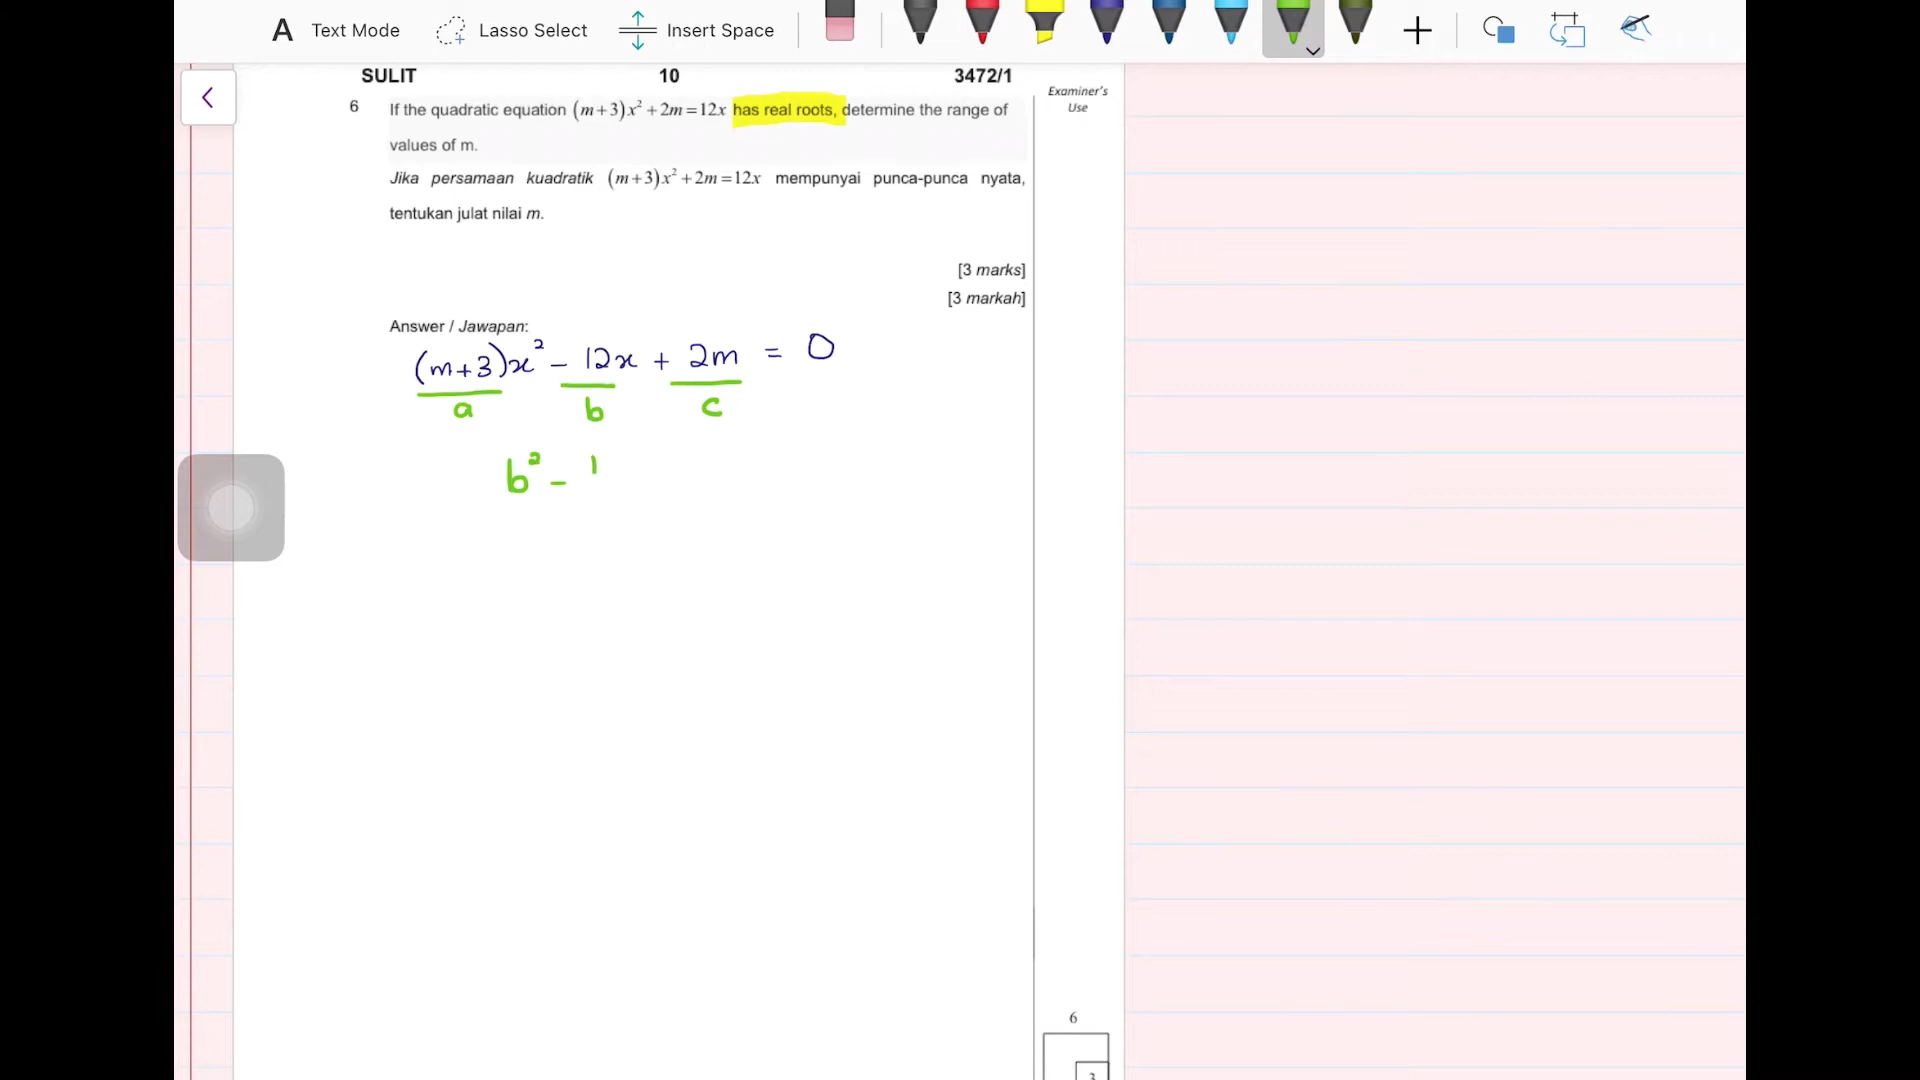 A Text Mode Lasso Select Insert Space
SULIT 10 3472/1
Examiner's
Use
6 If the quadratic equation (m+3)x²+2m=12x has real roots, determine the range of
values of m.
Jika persamaan kuadratik (m+3)x²+2m=12x mempunyai punca-punca nyata,
tentukan julat nilai m.
[3 marks]
[3 markah]
Answer / Jawapan:
(m+3)x² - 12x + 2m = 0
a b c
b² -
6
3